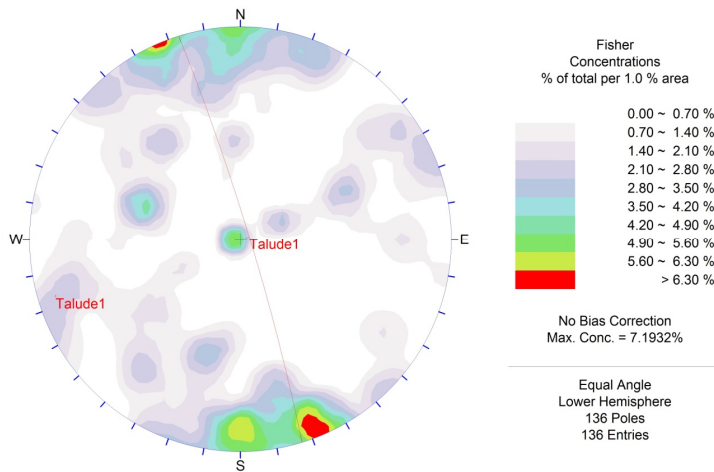 N
W
E
S
Talude1
Talude1
Fisher
Concentrations
% of total per 1.0 % area
0.00 ~ 0.70 %
0.70 ~ 1.40 %
1.40 ~ 2.10 %
2.10 ~ 2.80 %
2.80 ~ 3.50 %
3.50 ~ 4.20 %
4.20 ~ 4.90 %
4.90 ~ 5.60 %
5.60 ~ 6.30 %
> 6.30 %
No Bias Correction
Max. Conc. = 7.1932%
Equal Angle
Lower Hemisphere
136 Poles
136 Entries